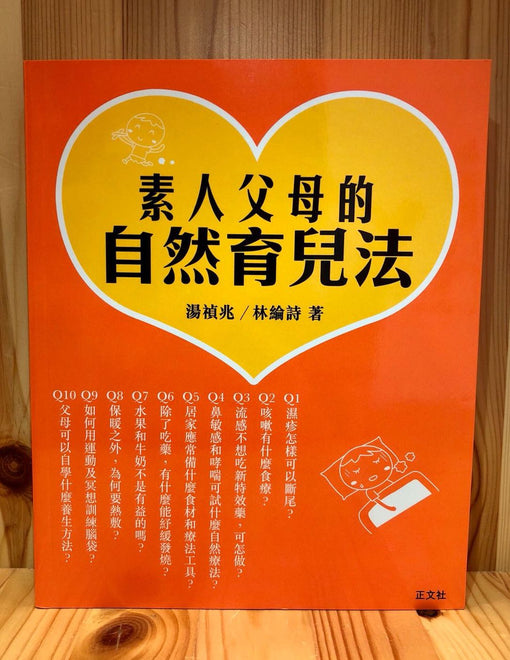 素人父母的
自然育兒法
湯禎兆／林綸詩 著
Q1 濕疹怎樣可以斷尾？
Q2 咳嗽有什麼食療？
Q3 流感不想吃新特效藥，可怎做？
Q4 鼻敏感和哮喘可試什麼自然療法？
Q5 居家應常備什麼食材和療法工具？
Q6 除了吃藥，有什麼能紓緩發燒？
Q7 水果和牛奶不是有益的嗎？
Q8 保暖之外，為何要熱敷？
Q9 如何用運動及冥想訓練腦袋？
Q10 父母可以自學什麼養生方法？
正文社